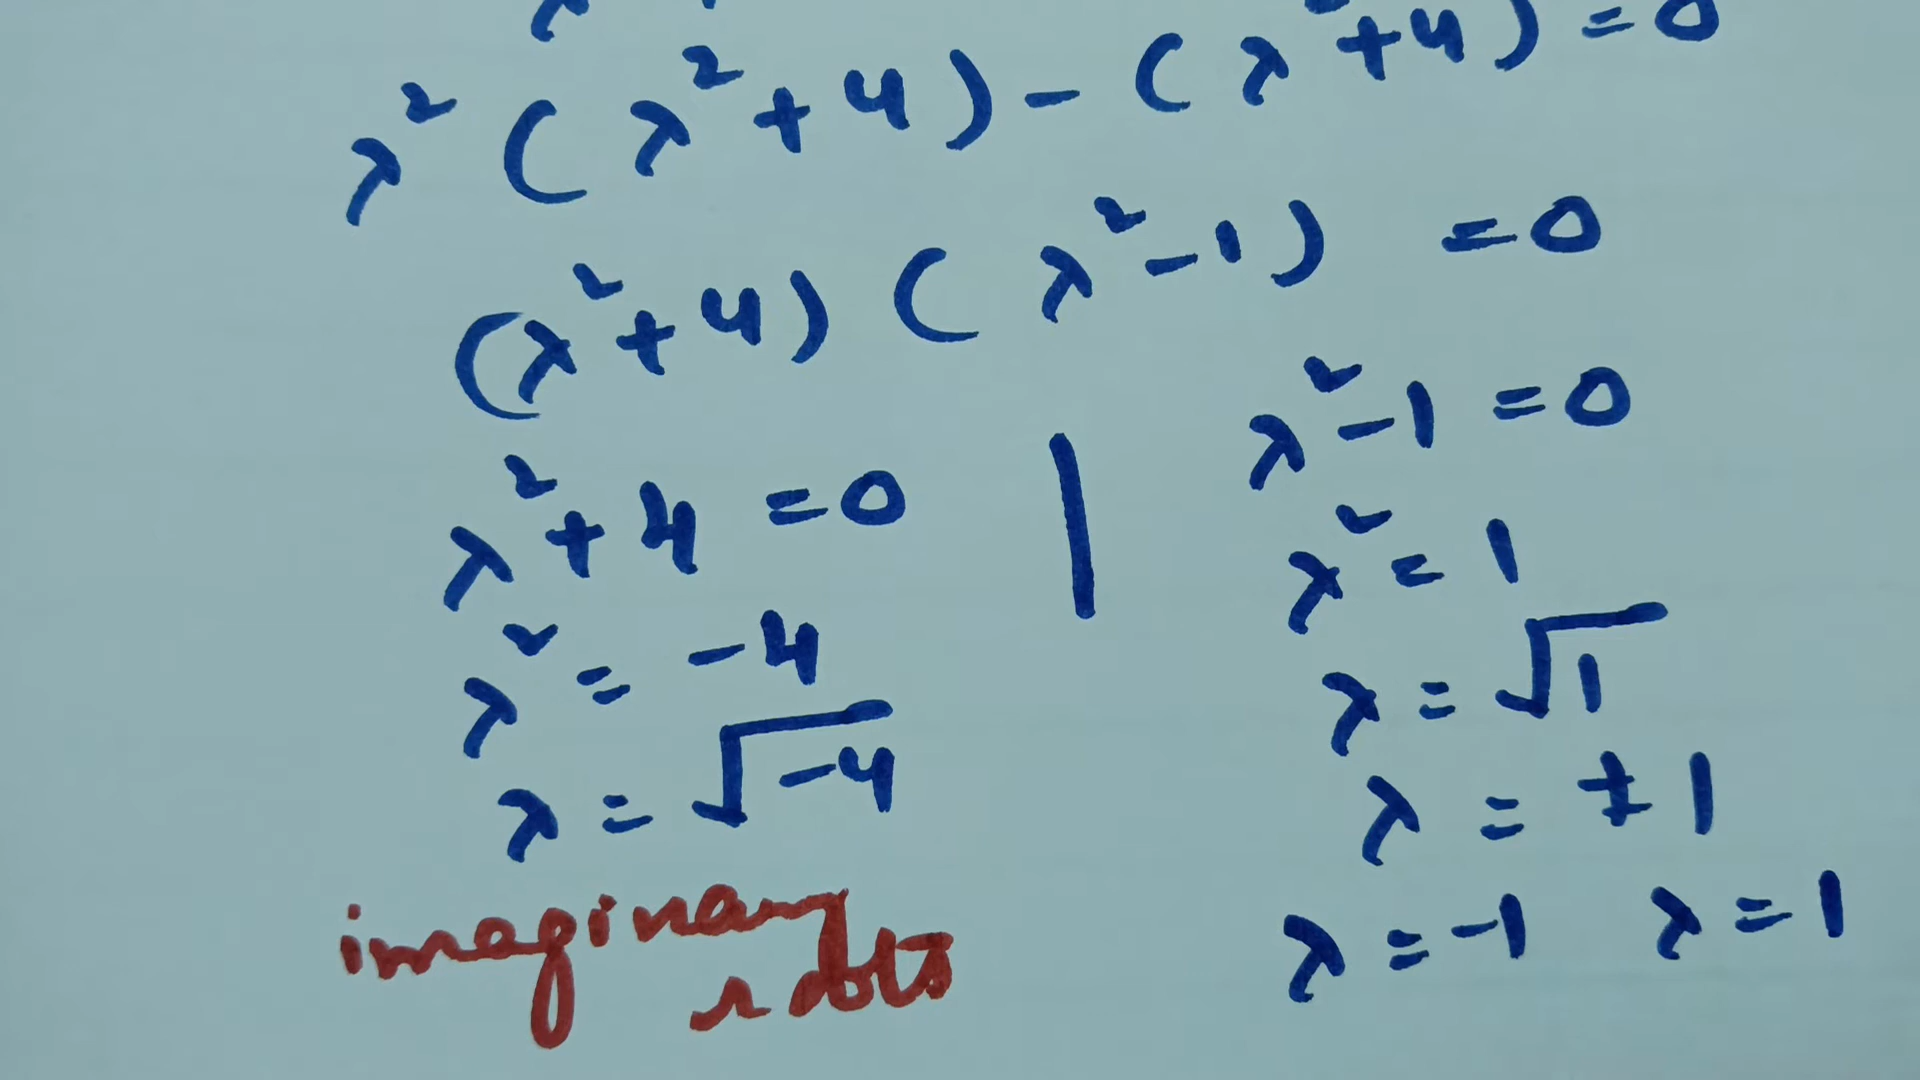 λ² (λ²+4) - (λ²+4) = 0
(λ²+4) (λ²-1) = 0
λ²+4 = 0
λ² = -4
λ = √-4
imaginary
roots
λ²-1 = 0
λ² = 1
λ = √1
λ = ±1
λ = -1 λ = 1